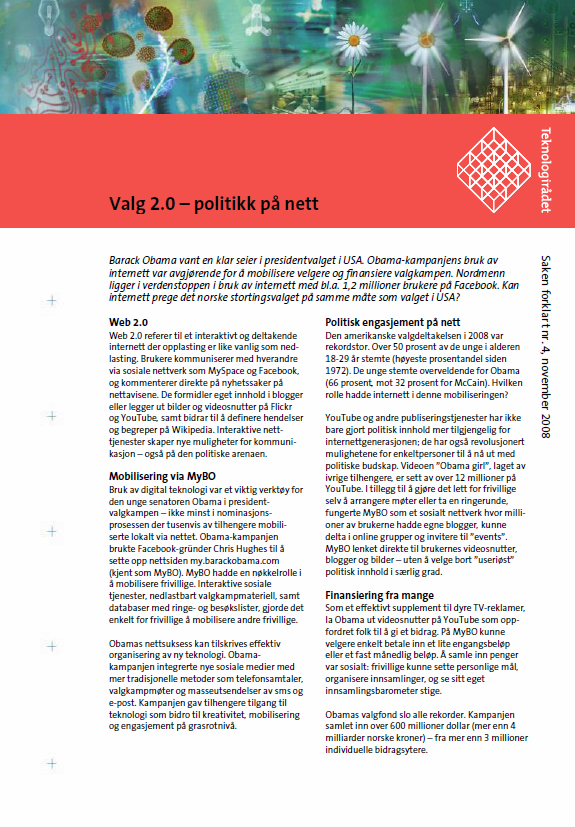 Teknologirådet
Valg 2.0 – politikk på nett
Saken forklart nr. 4, november 2008
Barack Obama vant en klar seier i presidentvalget i USA. Obama-kampanjens bruk av
internett var avgjørende for å mobilisere velgere og finansiere valgkampen. Nordmenn
ligger i verdenstoppen i bruk av internett med bl.a. 1,2 millioner brukere på Facebook. Kan
internett prege det norske stortingsvalget på samme måte som valget i USA?
Web 2.0
Web 2.0 referer til et interaktivt og deltakende
internett der opplasting er like vanlig som ned-
lasting. Brukere kommuniserer med hverandre
via sosiale nettverk som MySpace og Facebook,
og kommenterer direkte på nyhetssaker på
nettavisene. De formidler eget innhold i blogger
eller legger ut bilder og videosnutter på Flickr
og YouTube, samt bidrar til å definere hendelser
og begreper på Wikipedia. Interaktive nett-
tjenester skaper nye muligheter for kommuni-
kasjon – også på den politiske arenaen.
Mobilisering via MyBO
Bruk av digital teknologi var et viktig verktøy for
den unge senatoren Obama i president-
valgkampen – ikke minst i nominasjons-
prosessen der tusenvis av tilhengere mobili-
serte lokalt via nettet. Obama-kampanjen
brukte Facebook-gründer Chris Hughes til å
sette opp nettsiden my.barackobama.com
(kjent som MyBO). MyBO hadde en nøkkelrolle i
å mobilisere frivillige. Interaktive sosiale
tjenester, nedlastbart valgkampmateriell, samt
databaser med ringe- og besøkslister, gjorde det
enkelt for frivillige å mobilisere andre frivillige.
Obamas nettsuksess kan tilskrives effektiv
organisering av ny teknologi. Obama-
kampanjen integrerte nye sosiale medier med
mer tradisjonelle metoder som telefonsamtaler,
valgkampmøter og masseutsendelser av sms og
e-post. Kampanjen gav tilhengere tilgang til
teknologi som bidro til kreativitet, mobilisering
og engasjement på grasrotnivå.
Politisk engasjement på nett
Den amerikanske valgdeltakelsen i 2008 var
rekordstor. Over 50 prosent av de unge i alderen
18-29 år stemte (høyeste prosentandel siden
1972). De unge stemte overveldende for Obama
(66 prosent, mot 32 prosent for McCain). Hvilken
rolle hadde internett i denne mobiliseringen?
YouTube og andre publiseringstjenester har ikke
bare gjort politisk innhold mer tilgjengelig for
internettgenerasjonen; de har også revolusjonert
mulighetene for enkeltpersoner til å nå ut med
politiske budskap. Videoen ”Obama girl”, laget av
ivrige tilhengere, er sett av over 12 millioner på
YouTube. I tillegg til å gjøre det lett for frivillige
selv å arrangere møter eller ta en ringerunde,
fungerte MyBO som et sosialt nettverk hvor milli-
oner av brukerne hadde egne blogger, kunne
delta i online grupper og invitere til ”events”.
MyBO lenket direkte til brukernes videosnutter,
blogger og bilder – uten å velge bort ”useriøst”
politisk innhold i særlig grad.
Finansiering fra mange
Som et effektivt supplement til dyre TV-reklamer,
la Obama ut videosnutter på YouTube som opp-
fordret folk til å gi et bidrag. På MyBO kunne
velgere enkelt betale inn et lite engangsbeløp
eller et fast månedlig beløp. Å samle inn penger
var sosialt: frivillige kunne sette personlige mål,
organisere innsamlinger, og se sitt eget
innsamlingsbarometer stige.
Obamas valgfond slo alle rekorder. Kampanjen
samlet inn over 600 millioner dollar (mer enn 4
milliarder norske kroner) – fra mer enn 3 millioner
individuelle bidragsytere.